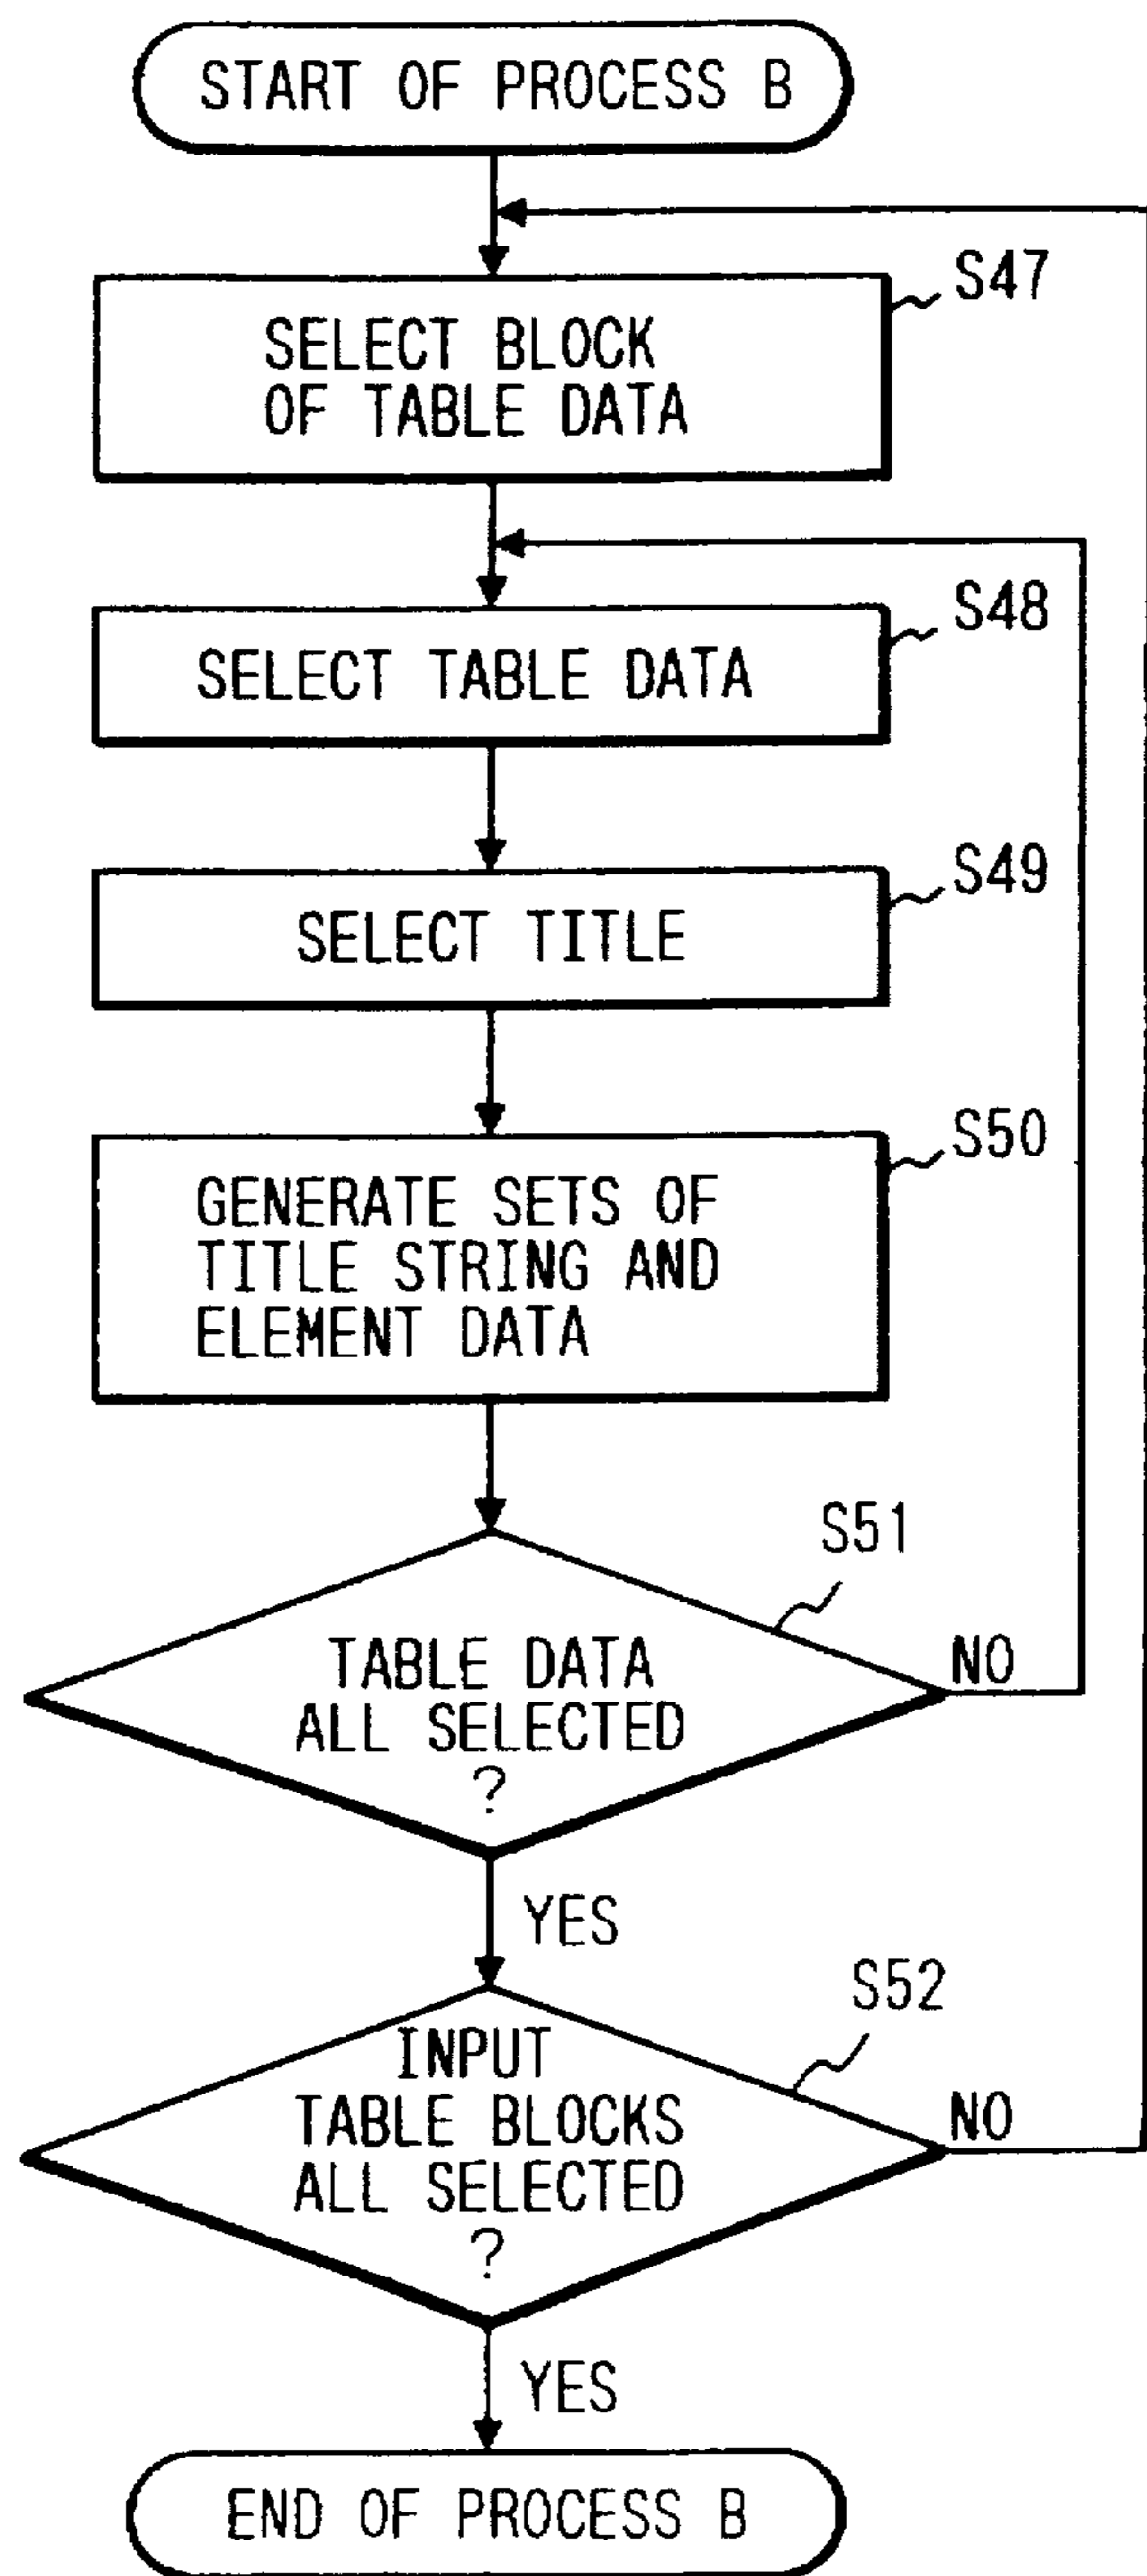 START OF PROCESS B
S47
SELECT BLOCK
OF TABLE DATA
S48
SELECT TABLE DATA
S49
SELECT TITLE
S50
GENERATE SETS OF
TITLE STRING AND
ELEMENT DATA
S51
TABLE DATA
ALL SELECTED
?
NO
YES
S52
INPUT
TABLE BLOCKS
ALL SELECTED
?
NO
YES
END OF PROCESS B